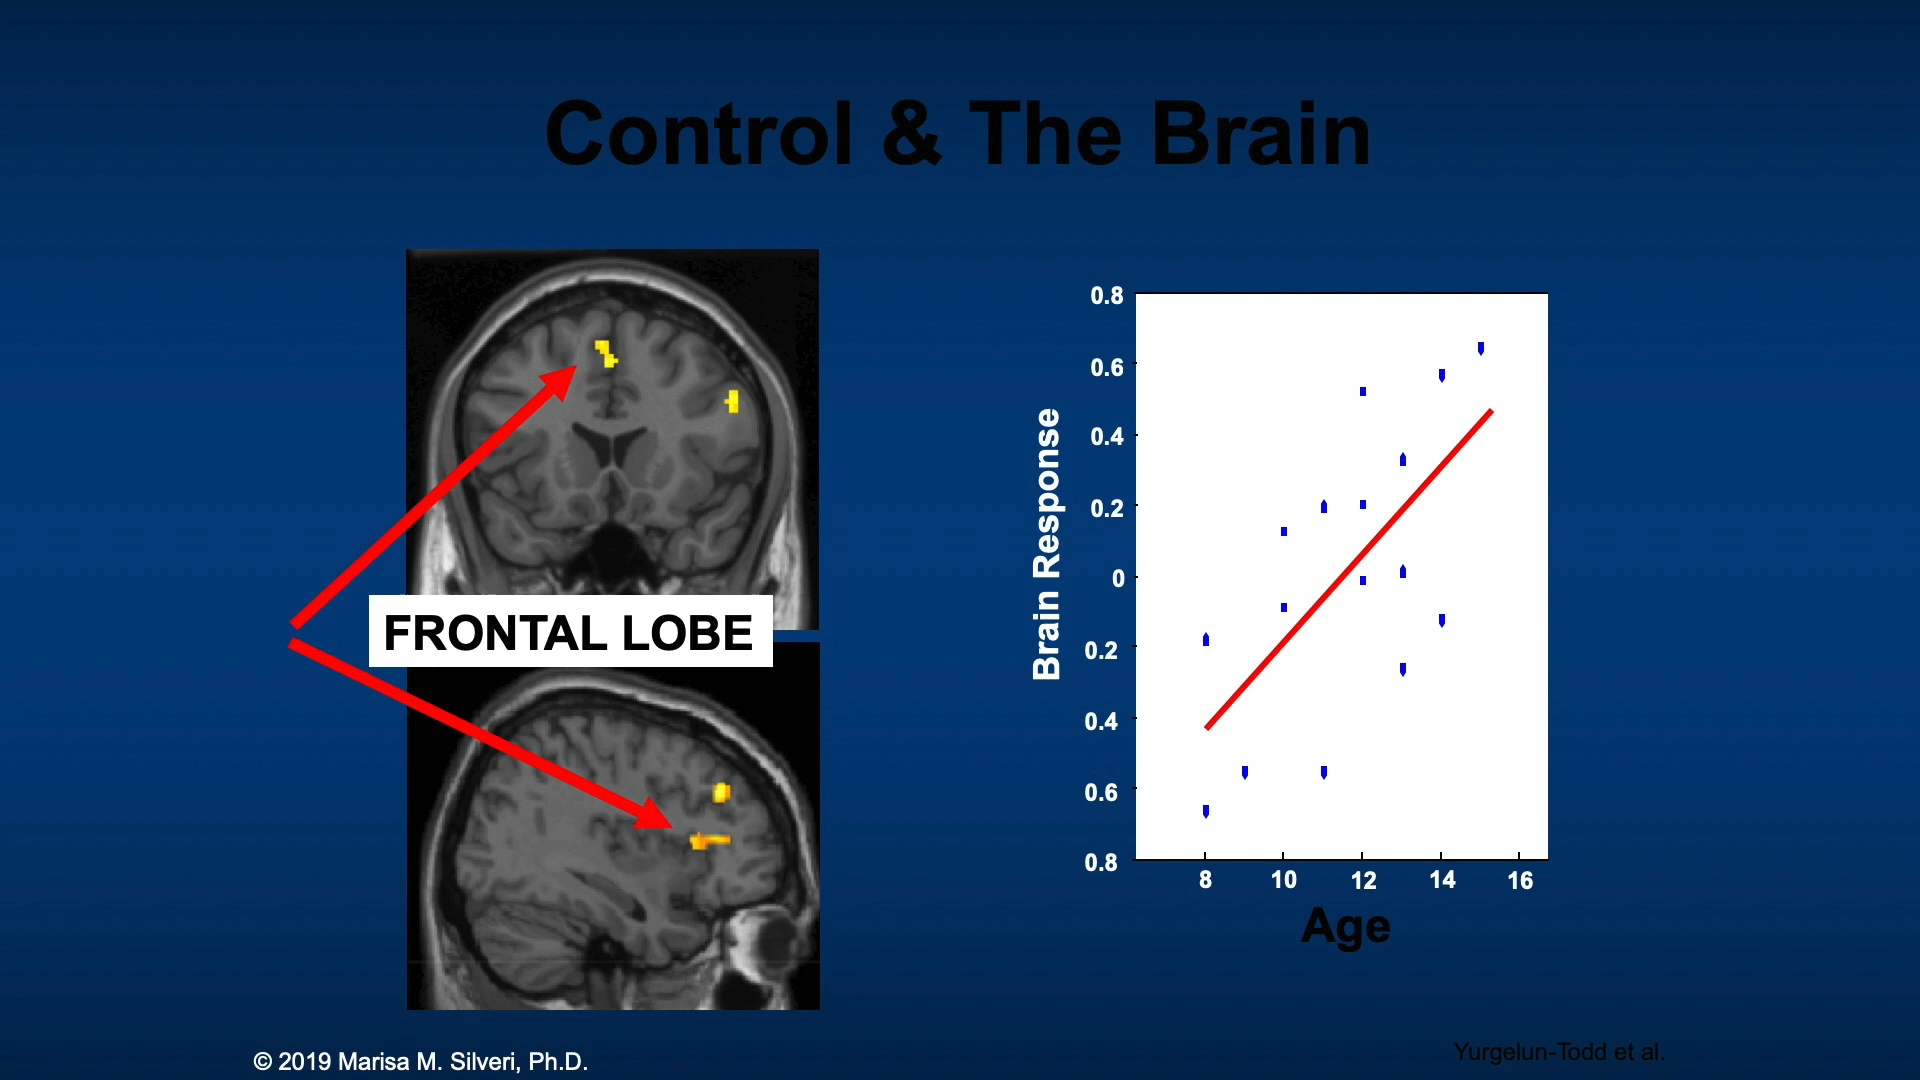 Control & The Brain
FRONTAL LOBE
Brain Response
0.8
0.6
0.4
0.2
0
0.2
0.4
0.6
0.8
8 10 12 14 16
Age
© 2019 Marisa M. Silveri, Ph.D.
Yurgelun-Todd et al.